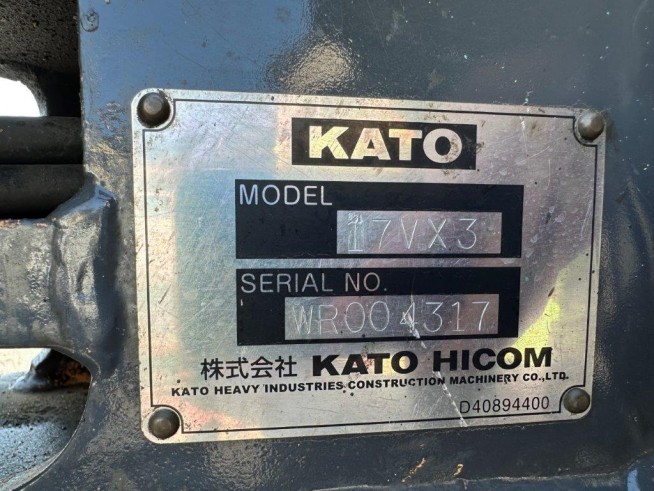 KATO
MODEL
17VX3
SERIAL NO.
WR004317
株式会社 KATO HICOM
KATO HEAVY INDUSTRIES CONSTRUCTION MACHINERY CO.,LTD.
D40894400